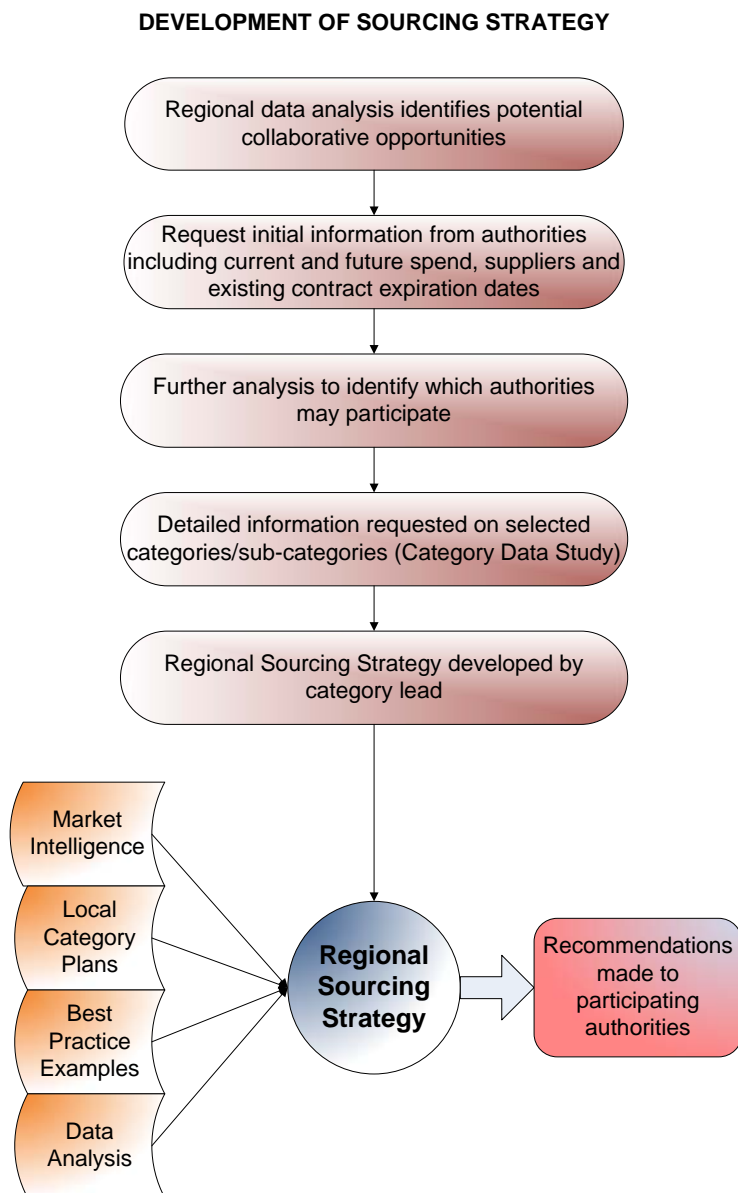 DEVELOPMENT OF SOURCING STRATEGY
Regional data analysis identifies potential
collaborative opportunities
Request initial information from authorities
including current and future spend, suppliers and
existing contract expiration dates
Further analysis to identify which authorities
may participate
Detailed information requested on selected
categories/sub-categories (Category Data Study)
Regional Sourcing Strategy developed by
category lead
Market
Intelligence
Local
Category
Plans
Best
Practice
Examples
Data
Analysis
Regional
Sourcing
Strategy
Recommendations
made to
participating
authorities